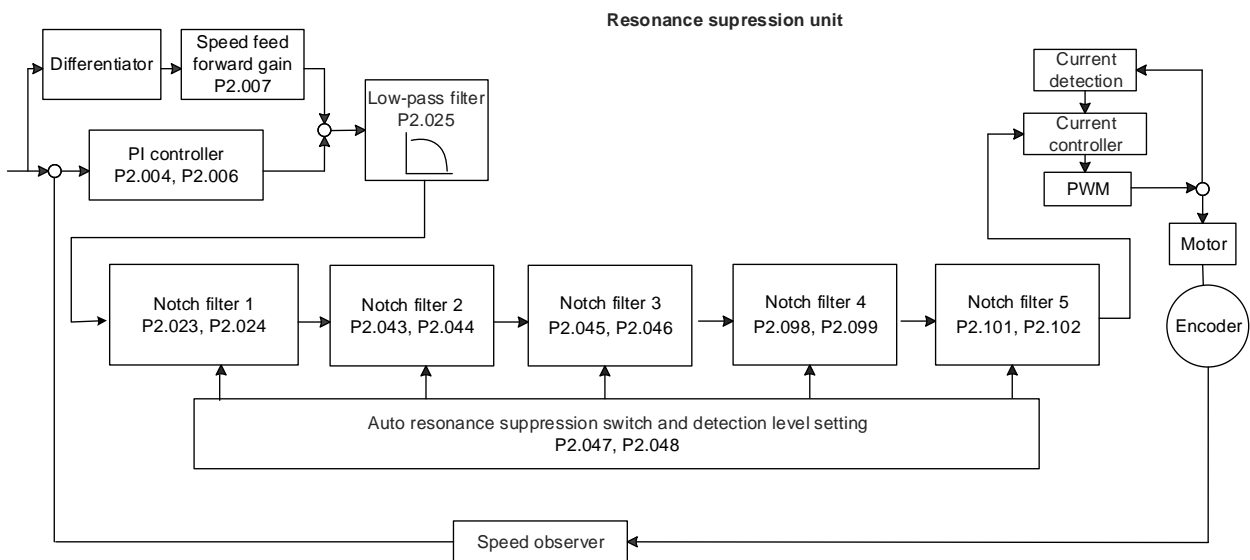 Resonance supression unit
Differentiator
Speed feed
forward gain
P2.007
Low-pass filter
P2.025
PI controller
P2.004, P2.006
Current
detection
Current
controller
PWM
Motor
Encoder
Notch filter 1
P2.023, P2.024
Notch filter 2
P2.043, P2.044
Notch filter 3
P2.045, P2.046
Notch filter 4
P2.098, P2.099
Notch filter 5
P2.101, P2.102
Auto resonance suppression switch and detection level setting
P2.047, P2.048
Speed observer